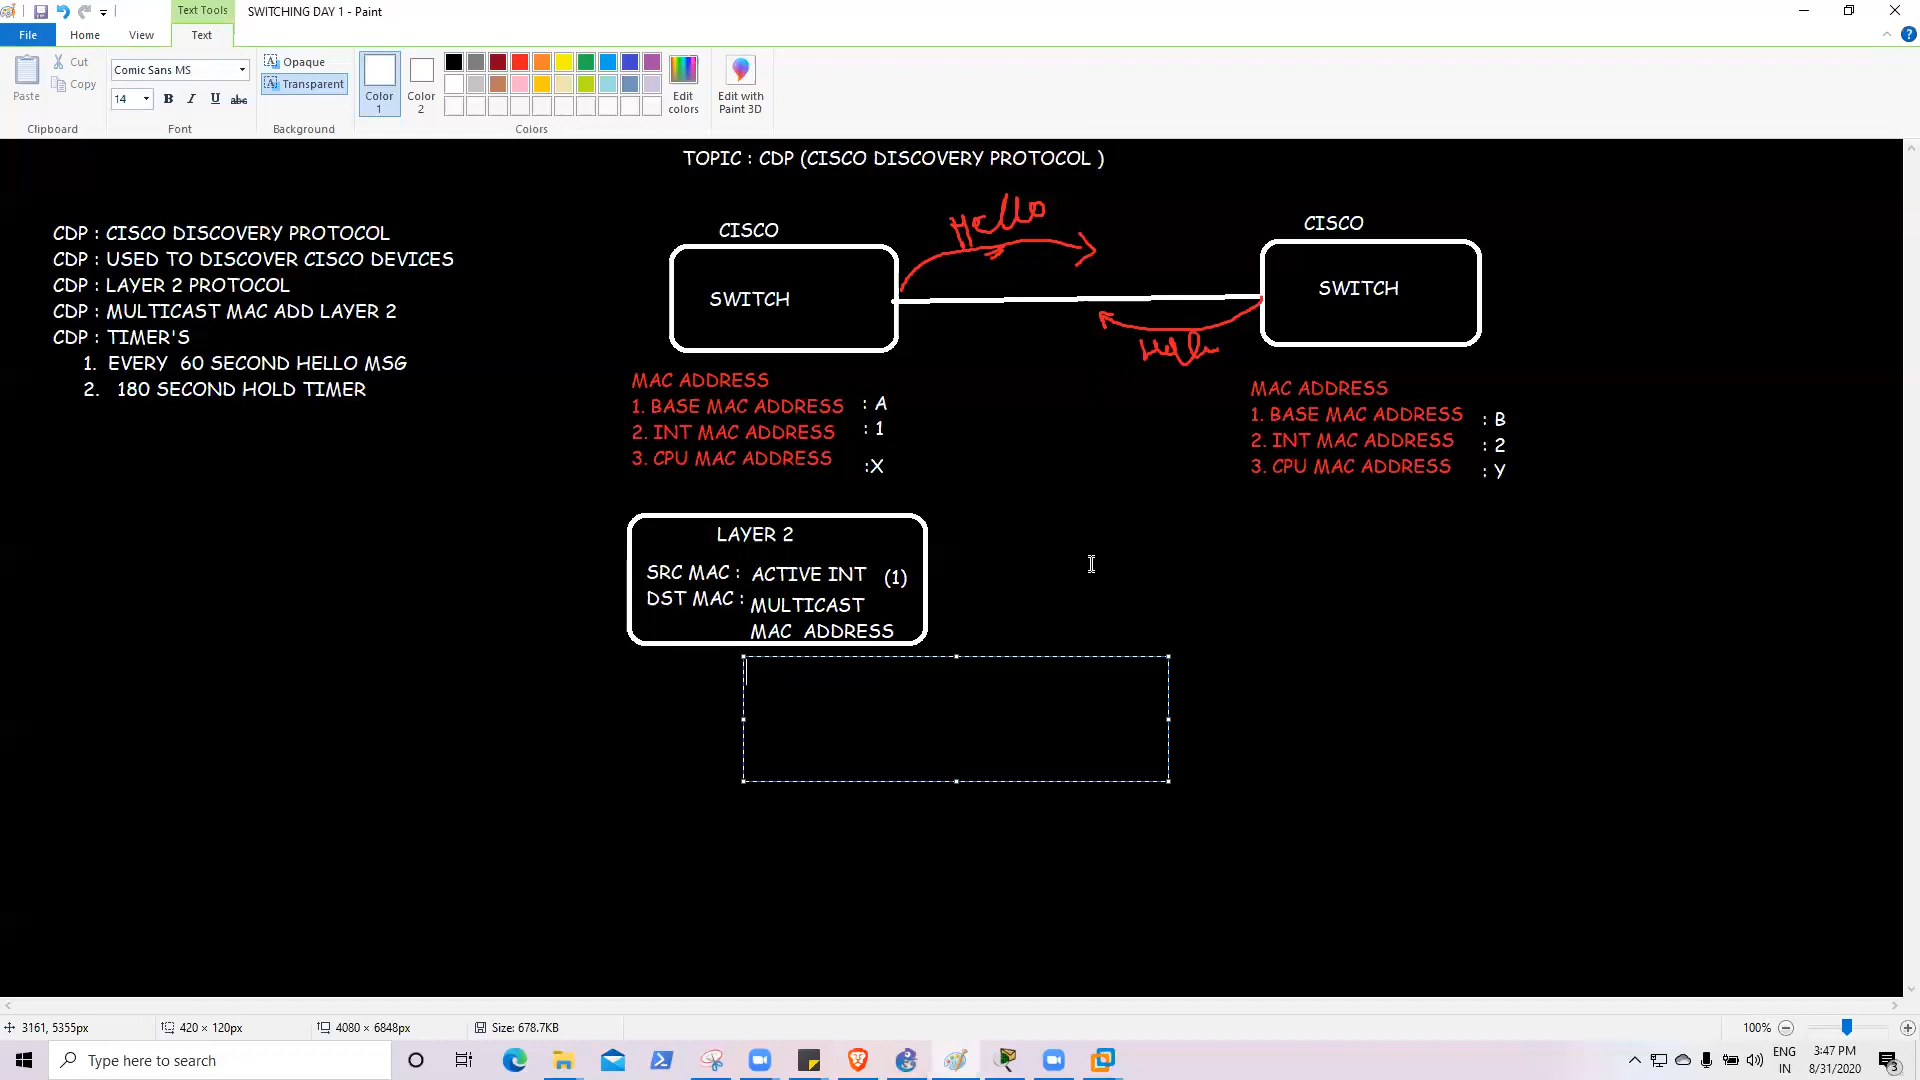 Text Tools
SWITCHING DAY 1 - Paint
File
Home
View
Text
Paste
Cut
Copy
Clipboard
Comic Sans MS
14
B
I
U
abc
Font
Opaque
Transparent
Background
Color
1
Color
2
Colors
Edit
colors
Edit with
Paint 3D
TOPIC : CDP (CISCO DISCOVERY PROTOCOL )
CDP : CISCO DISCOVERY PROTOCOL
CDP : USED TO DISCOVER CISCO DEVICES
CDP : LAYER 2 PROTOCOL
CDP : MULTICAST MAC ADD LAYER 2
CDP : TIMER'S
1. EVERY 60 SECOND HELLO MSG
2. 180 SECOND HOLD TIMER
CISCO
SWITCH
Hello
CISCO
SWITCH
Hello
MAC ADDRESS
1. BASE MAC ADDRESS : A
2. INT MAC ADDRESS : 1
3. CPU MAC ADDRESS :X
MAC ADDRESS
1. BASE MAC ADDRESS : B
2. INT MAC ADDRESS : 2
3. CPU MAC ADDRESS : Y
LAYER 2
SRC MAC : ACTIVE INT (1)
DST MAC : MULTICAST
MAC ADDRESS
3161, 5355px
420 × 120px
4080 × 6848px
Size: 678.7KB
100%
Type here to search
ENG
IN
3:47 PM
8/31/2020
3